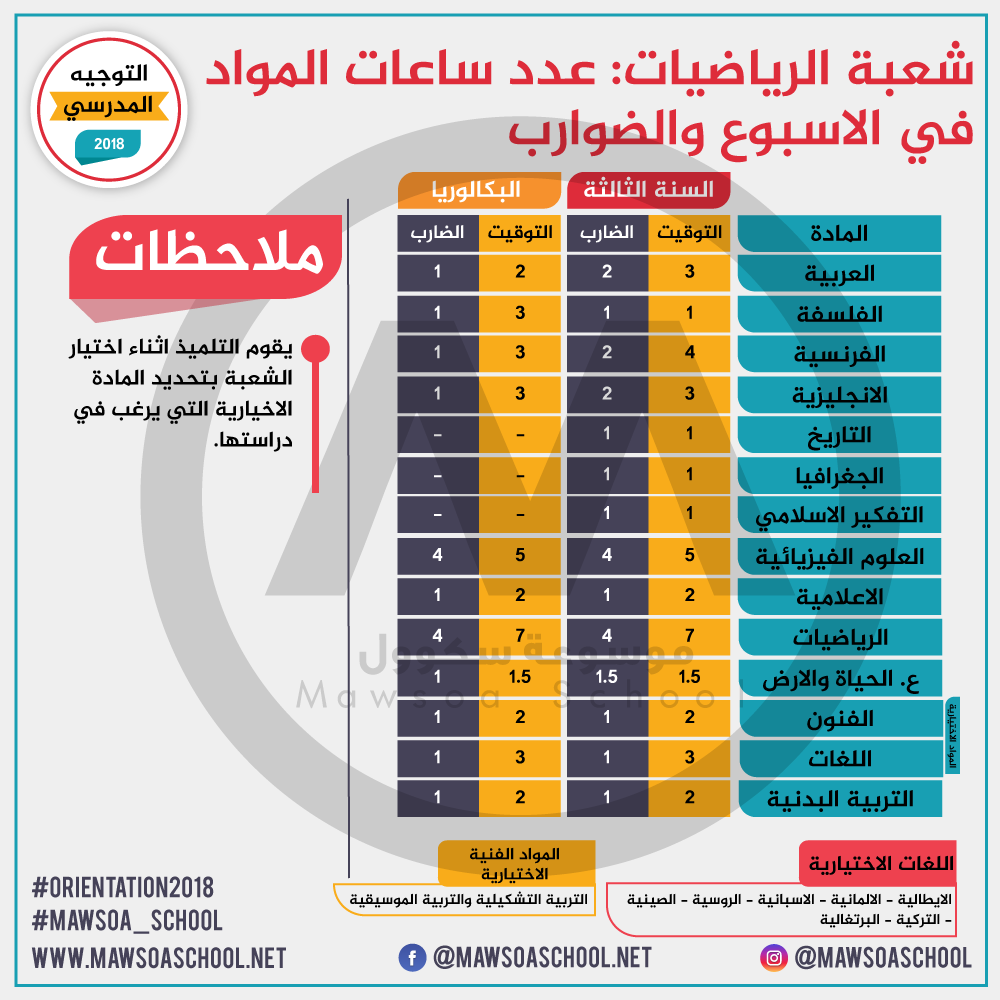 شعبة الرياضيات: عدد ساعات المواد
في الاسبوع والضوارب
التوجيه
المدرسي
2018
السنة الثالثة البكالوريا
المادة التوقيت الضارب التوقيت الضارب
العربية 3 2 2 1
الفلسفة 1 1 3 1
الفرنسية 4 2 3 1
الانجليزية 3 2 3 1
التاريخ 1 1 - -
الجغرافيا 1 1 - -
التفكير الاسلامي 1 1 - -
العلوم الفيزيائية 5 4 5 4
الاعلامية 2 1 2 1
الرياضيات 7 4 7 4
ع. الحياة والارض 1.5 1.5 1.5 1
الفنون 2 1 2 1
اللغات 3 1 3 1
التربية البدنية 2 1 2 1
المواد الاختيارية
ملاحظات
يقوم التلميذ اثناء اختيار
الشعبة بتحديد المادة
الاخيارية التي يرغب في
دراستها.
موسوعة سكوول
Mawsoa School
اللغات الاختيارية
الايطالية - الالمانية - الاسبانية - الروسية - الصينية
- التركية - البرتغالية
المواد الفنية
الاختيارية
التربية التشكيلية والتربية الموسيقية
#ORIENTATION2018
#MAWSOA_SCHOOL
WWW.MAWSOASCHOOL.NET
@MAWSOASCHOOL.NET
@MAWSOASCHOOL